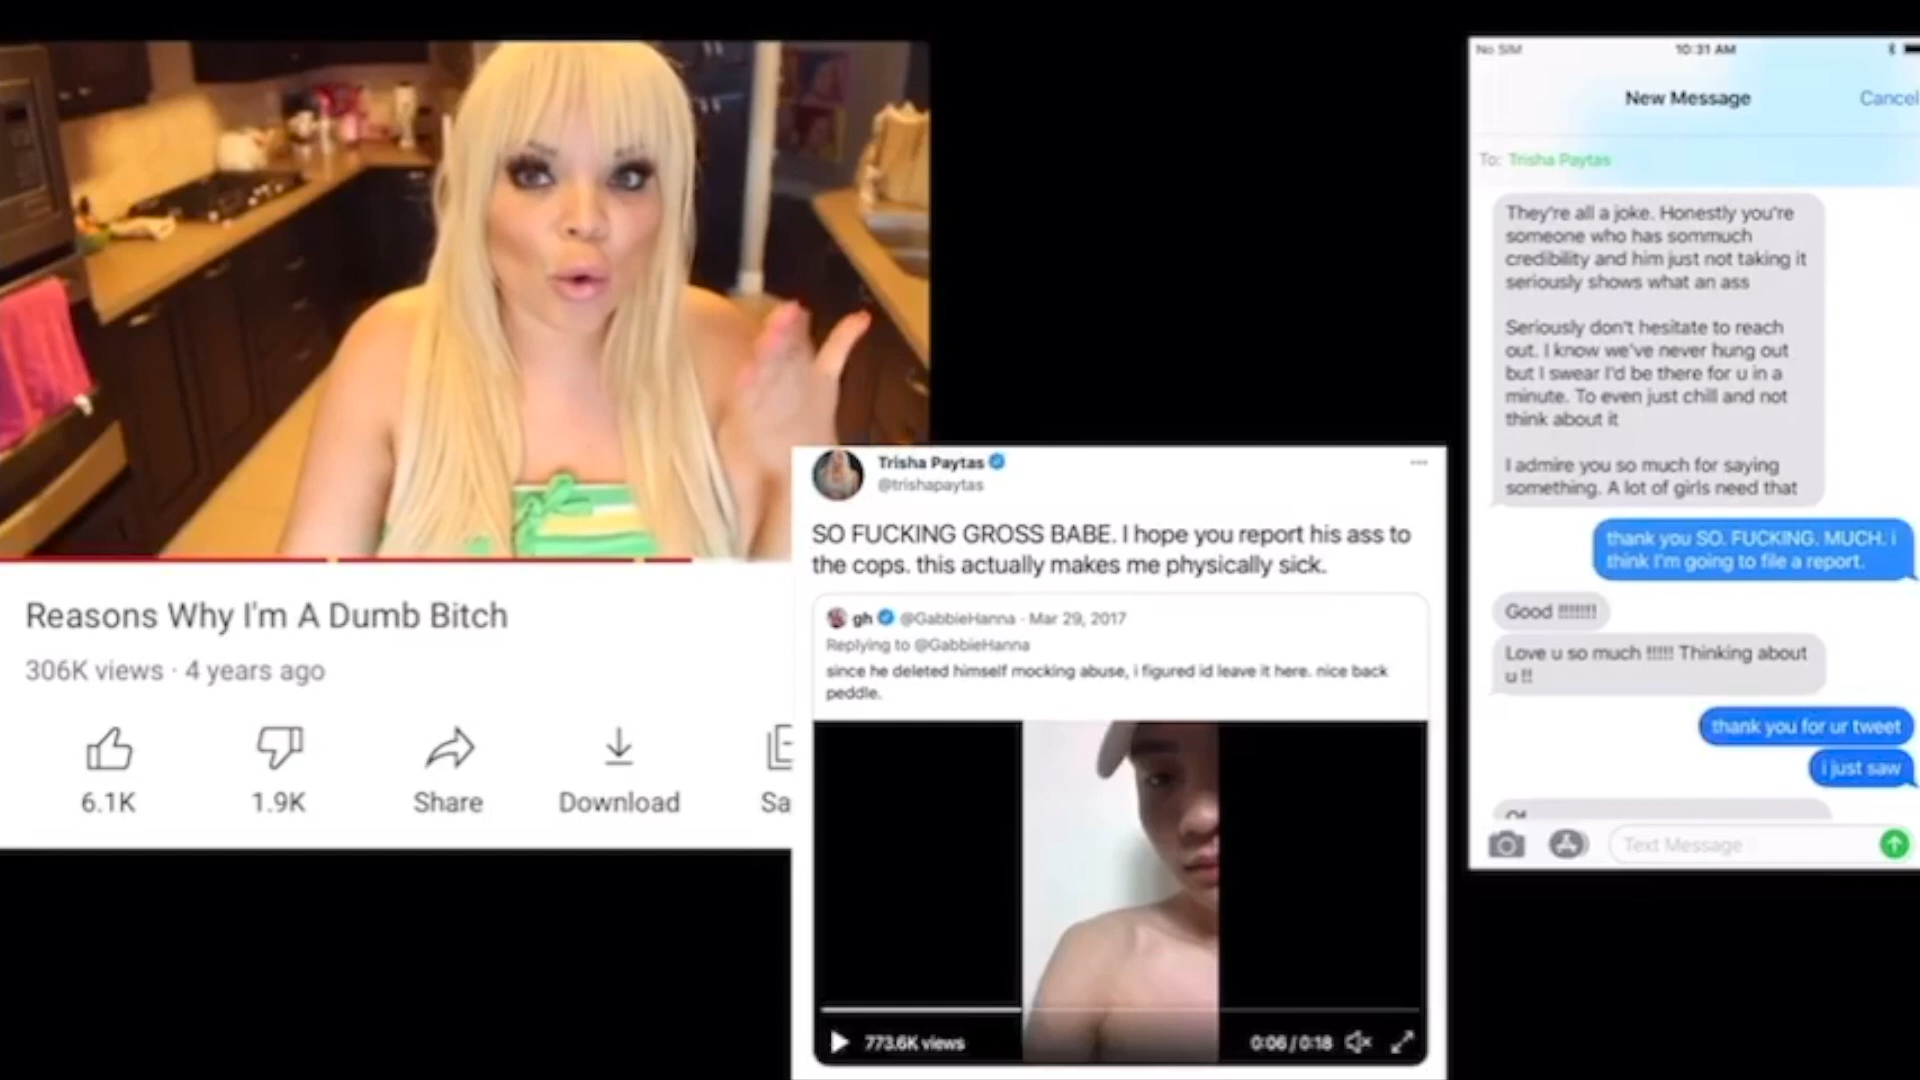 Reasons Why I'm A Dumb Bitch
306K views · 4 years ago
6.1K
1.9K
Share
Download
Sa
Trisha Paytas
@trishapaytas
SO FUCKING GROSS BABE. I hope you report his ass to
the cops. this actually makes me physically sick.
gh @GabbieHanna · Mar 29, 2017
Replying to @GabbieHanna
since he deleted himself mocking abuse, i figured id leave it here. nice back
peddle.
773.6K views
0:06 / 0:18
No SIM
10:31 AM
New Message
Cancel
To: Trisha Paytas
They're all a joke. Honestly you're
someone who has sommuch
credibility and him just not taking it
seriously shows what an ass
Seriously don't hesitate to reach
out. I know we've never hung out
but I swear I'd be there for u in a
minute. To even just chill and not
think about it
I admire you so much for saying
something. A lot of girls need that
thank you SO. FUCKING. MUCH. i
think I'm going to file a report.
Good !!!!!!!
Love u so much !!!!! Thinking about
u !!
thank you for ur tweet
i just saw
Text Message